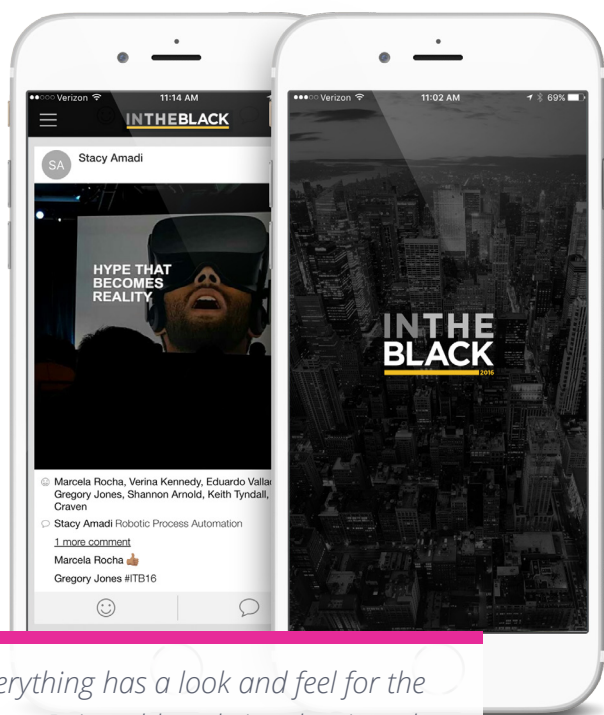 Verizon
11:14 AM
INTHEBLACK
SA
Stacy Amadi
HYPE THAT
BECOMES
REALITY
Marcela Rocha, Verina Kennedy, Eduardo
Gregory Jones, Shannon Arnold, Keith Tyndall,
Craven
Stacy Amadi Robotic Process Automation
1 more comment
Marcela Rocha 👍🏽
Gregory Jones #ITB16
Verizon
11:02 AM
69%
INTHE
BLACK
2016
has a look and feel for the